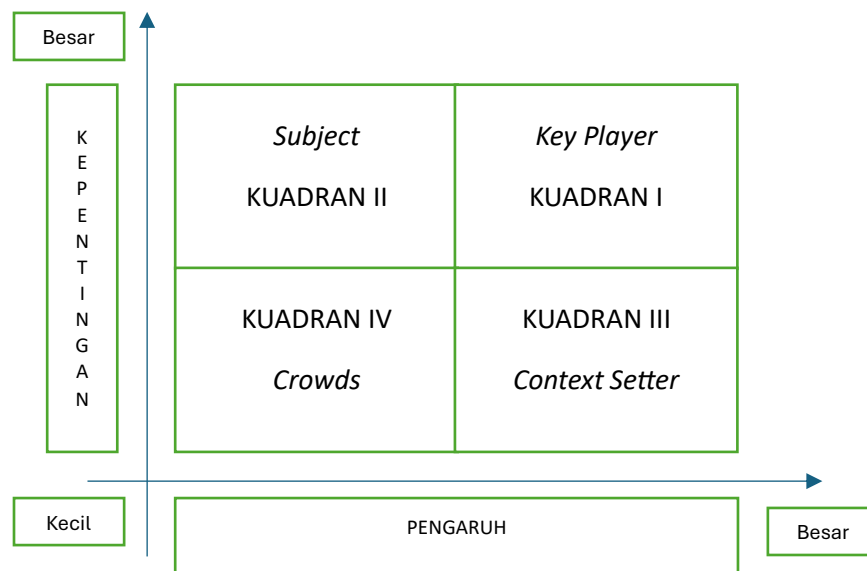 Besar
KEPENTINGAN
Subject
KUADRAN II
Key Player
KUADRAN I
KUADRAN IV
Crowds
KUADRAN III
Context Setter
Kecil
PENGARUH
Besar